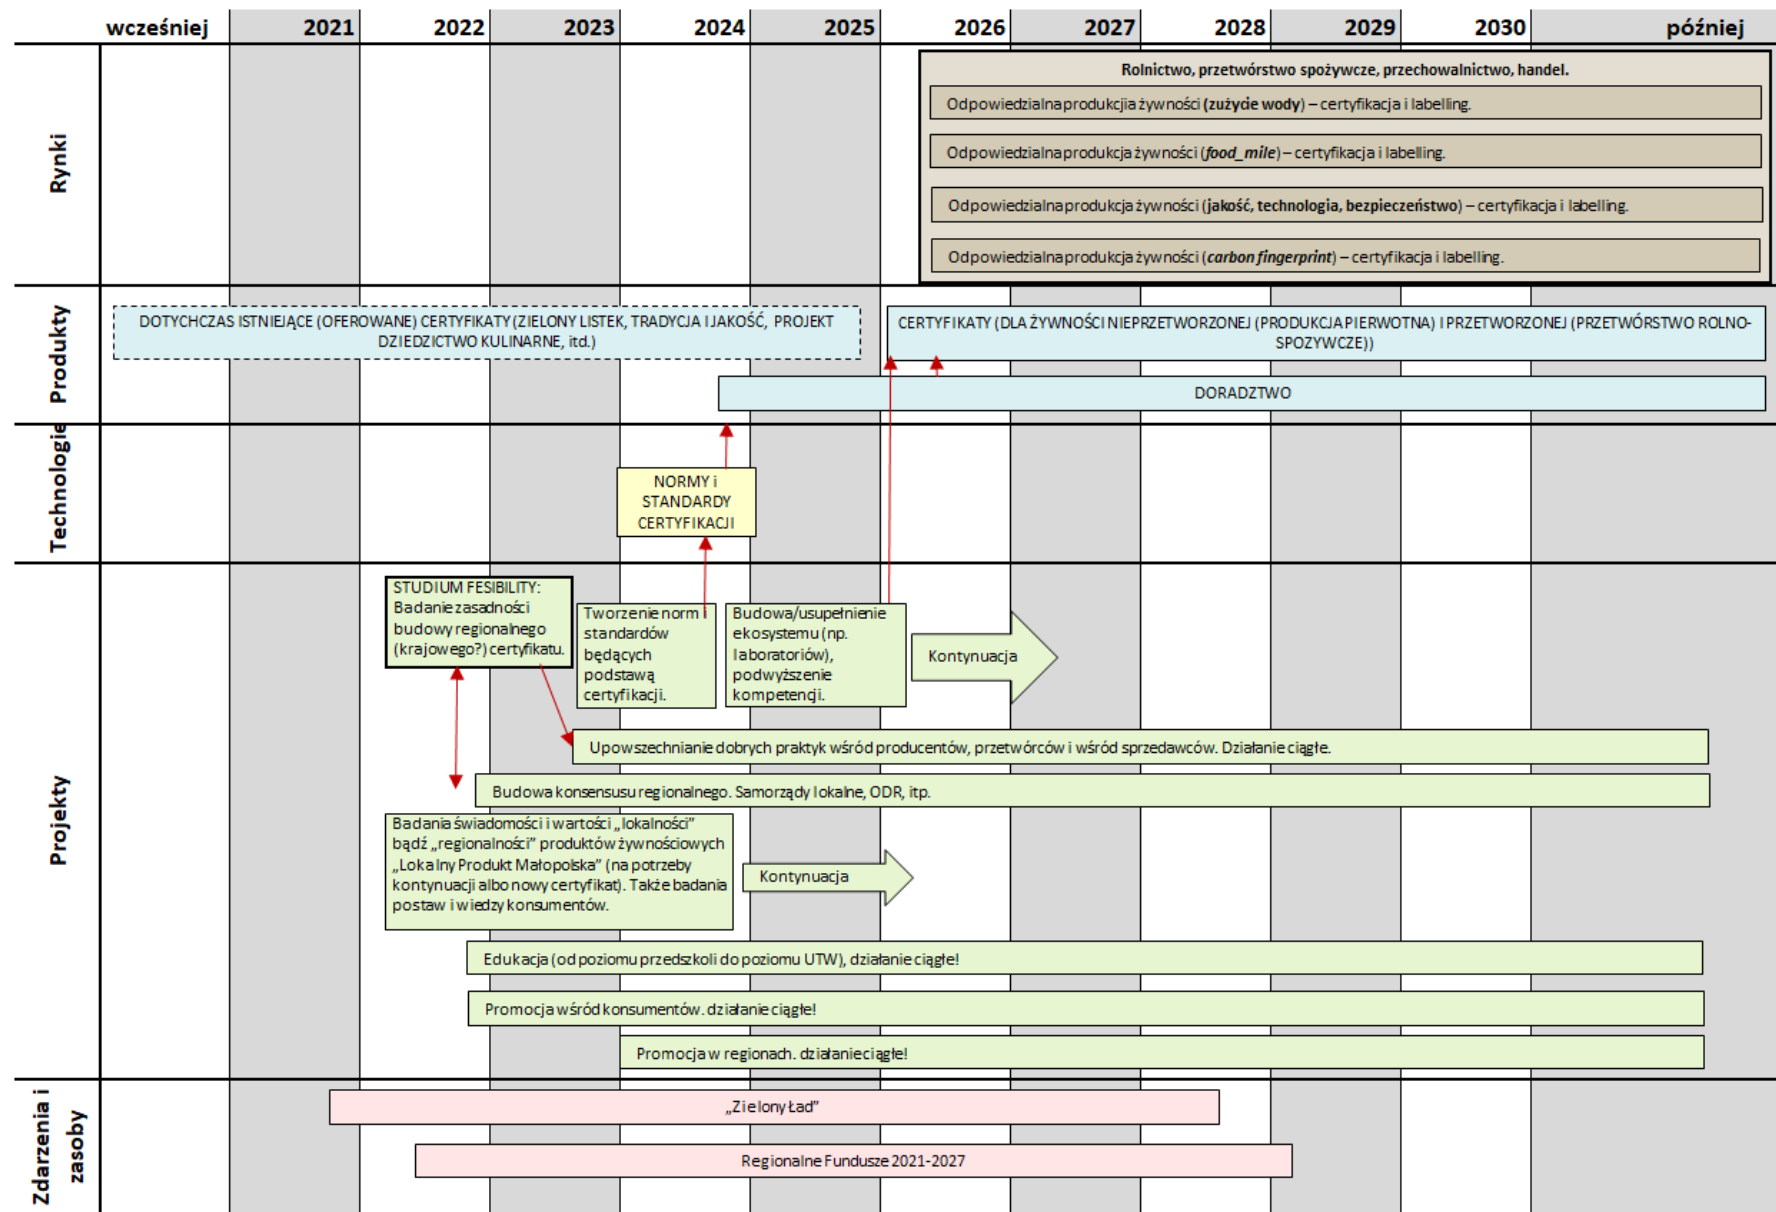 wcześniej 2021 2022 2023 2024 2025 2026 2027 2028 2029 2030 później
Rynki
Rolnictwo, przetwórstwo spożywcze, przechowalnictwo, handel.
Odpowiedzialna produkcjia żywności (zużycie wody) – certyfikacja i labelling.
Odpowiedzialna produkcja żywności (food_mile) – certyfikacja i labelling.
Odpowiedzialna produkcja żywności (jakość, technologia, bezpieczeństwo) – certyfikacja i labelling.
Odpowiedzialna produkcja żywności (carbon fingerprint) – certyfikacja i labelling.
Produkty
DOTYCHCZAS ISTNIEJĄCE (OFEROWANE) CERTYFIKATY (ZIELONY LISTEK, TRADYCJA I JAKOŚĆ, PROJEKT
DZIEDZICTWO KULINARNE, itd.)
CERTYFIKATY (DLA ŻYWNOŚCI NIEPRZETWORZONEJ (PRODUKCJA PIERWOTNA) I PRZETWORZONEJ (PRZETWÓRSTWO ROLNO-
SPOZYWCZE))
DORADZTWO
Technologie
NORMY i
STANDARDY
CERTYFIKACJI
Projekty
STUDIUM FESIBILITY:
Badanie zasadności
budowy regionalnego
(krajowego?) certyfikatu.
Tworzenie norm i
standardów
będących
podstawą
certyfikacji.
Budowa/usupełnienie
ekosystemu (np.
laboratoriów),
podwyższenie
kompetencji.
Kontynuacja
Upowszechnianie dobrych praktyk wśród producentów, przetwórców i wśród sprzedawców. Działanie ciągłe.
Budowa konsensusu regionalnego. Samorządy lokalne, ODR, itp.
Badania świadomości i wartości „lokalności”
bądź „regionalności” produktów żywnościowych
„Lokalny Produkt Małopolska” (na potrzeby
kontynuacji albo nowy certyfikat). Także badania
postaw i wiedzy konsumentów.
Kontynuacja
Edukacja (od poziomu przedszkoli do poziomu UTW), działanie ciągłe!
Promocja wśród konsumentów. działanie ciągłe!
Promocja w regionach. działanie ciągłe!
Zdarzenia i
zasoby
„Zielony Ład”
Regionalne Fundusze 2021-2027